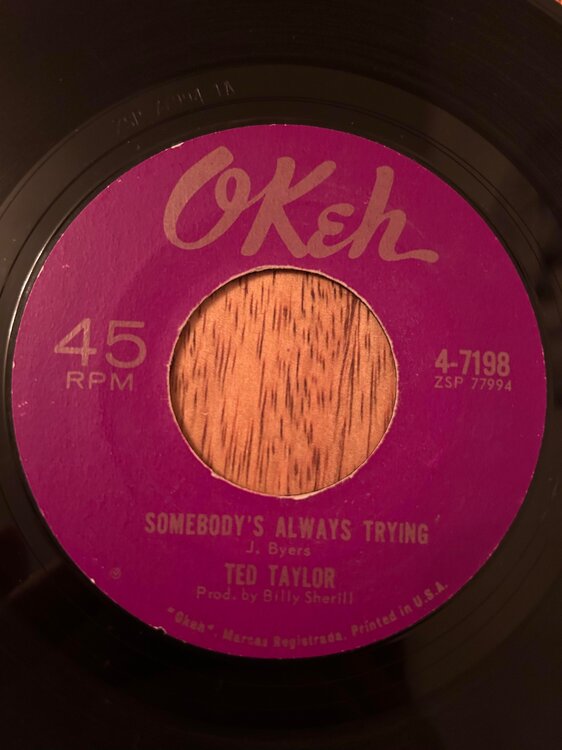 OKeh
45
RPM
4-7198
ZSP 77994
SOMEBODY'S ALWAYS TRYING
J. Byers
TED TAYLOR
Prod. by Billy Sherill
"Okeh". Marcas Registrada. Printed in U.S.A.